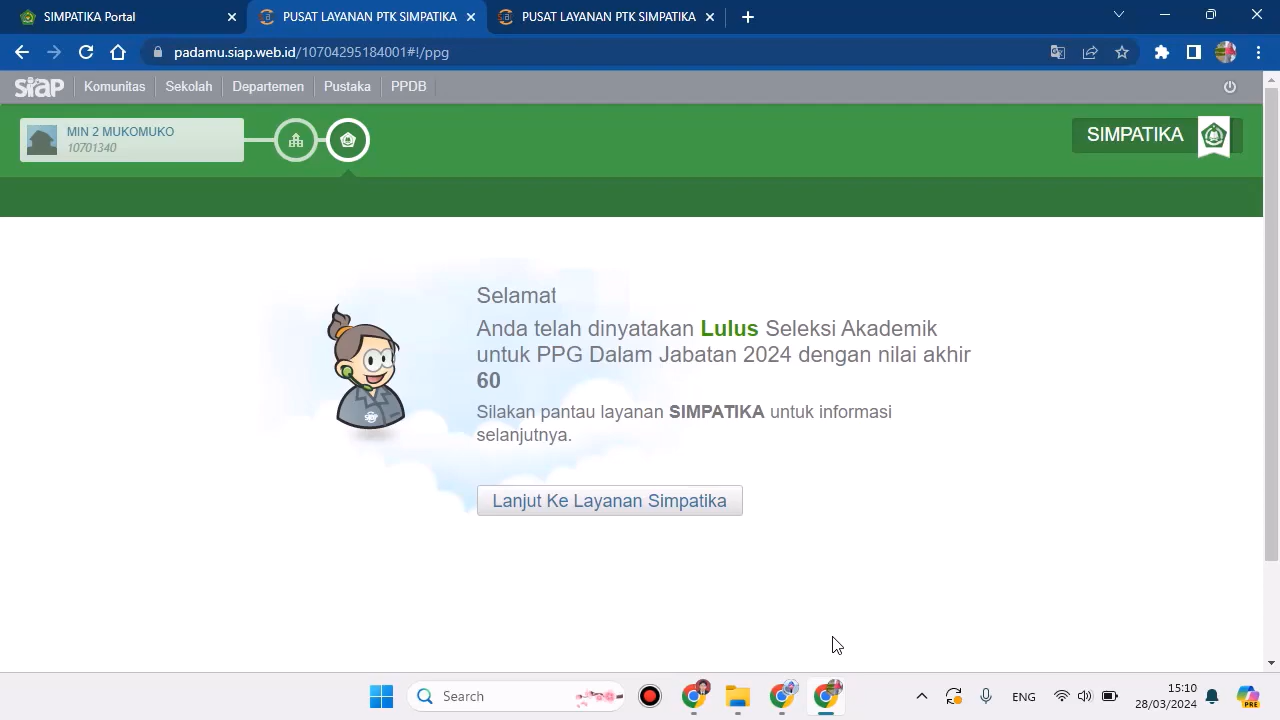 SIMPATIKA Portal
PUSAT LAYANAN PTK SIMPATIKA
PUSAT LAYANAN PTK SIMPATIKA
padamu.siap.web.id/10704295184001#!/ppg
siap Komunitas Sekolah Departemen Pustaka PPDB
MIN 2 MUKOMUKO
10701340
SIMPATIKA
Selamat
Anda telah dinyatakan Lulus Seleksi Akademik
untuk PPG Dalam Jabatan 2024 dengan nilai akhir
60
Silakan pantau layanan SIMPATIKA untuk informasi
selanjutnya.
Lanjut Ke Layanan Simpatika
Search
ENG
15:10
28/03/2024
PRE